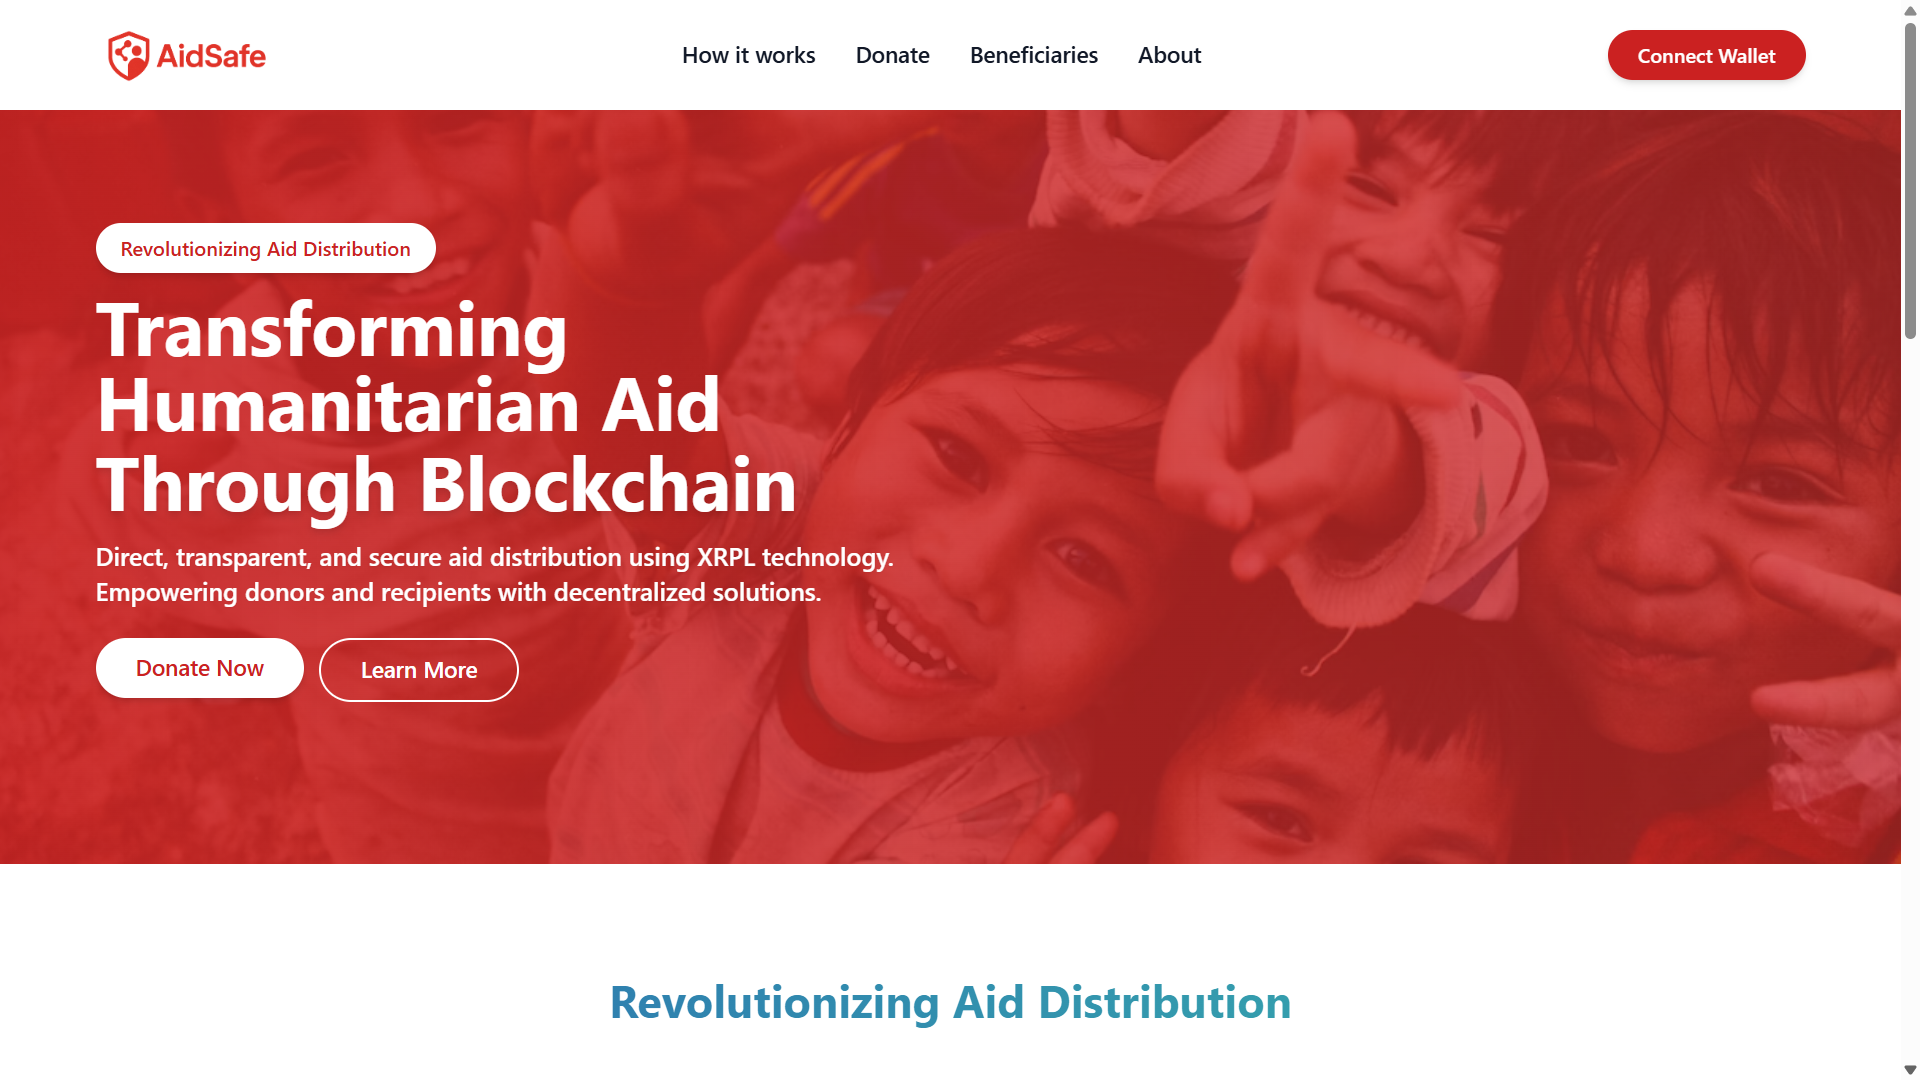 AidSafe
How it works
Donate
Beneficiaries
About
Connect Wallet
Revolutionizing Aid Distribution
Transforming
Humanitarian Aid
Through Blockchain
Direct, transparent, and secure aid distribution using XRPL technology.
Empowering donors and recipients with decentralized solutions.
Donate Now
Learn More
Revolutionizing Aid Distribution